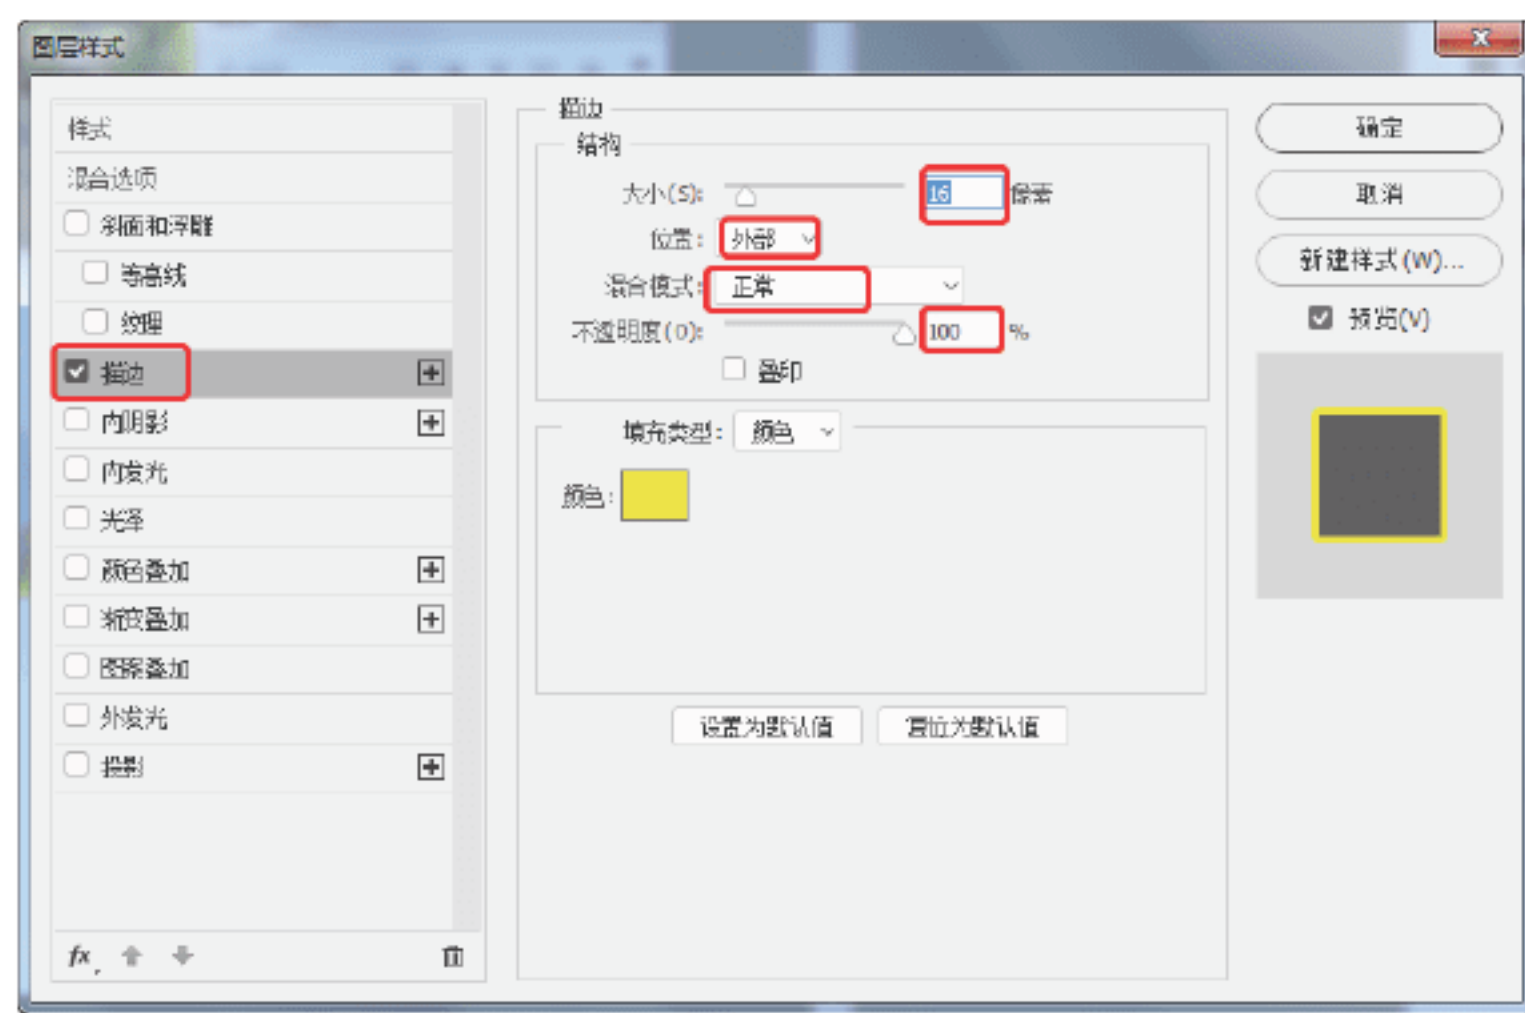 图层样式
样式
混合选项
斜面和浮雕
等高线
纹理
描边
内阴影
内发光
光泽
颜色叠加
渐变叠加
图案叠加
外发光
投影
fx
描边
结构
大小(S): 16 像素
位置: 外部
混合模式: 正常
不透明度(O): 100 %
叠印
填充类型: 颜色
颜色:
设置为默认值 复位为默认值
确定
取消
新建样式(W)...
预览(V)